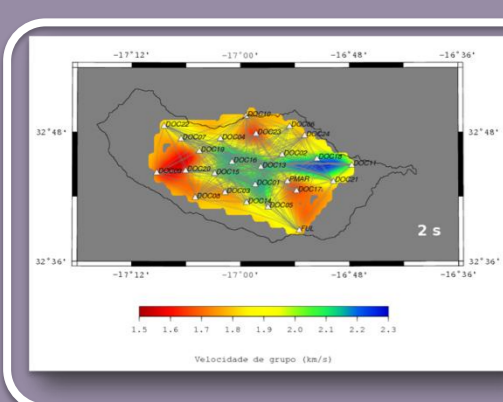 -17°12' -17°00' -16°48' -16°36'
DOC10
DOC22 DOC06
32°48' DOC07 DOC04 DOC23 DOC24 32°48'
DOC18 DOC02
DOC16 DOC13 DOC11
DOC20 DOC15
DOC01 PMAR DOC21
DOC03 DOC17
DOC14 DOC05
FUL
2 s
32°36' 32°36'
-17°12' -17°00' -16°48' -16°36'
1.5 1.6 1.7 1.8 1.9 2.0 2.1 2.2 2.3
Velocidade de grupo (km/s)